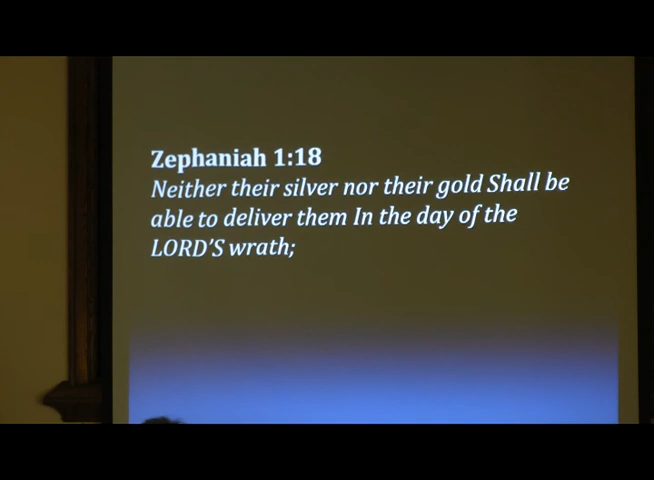 Zephaniah 1:18
Neither their silver nor their gold Shall be
able to deliver them In the day of the
LORD'S wrath;